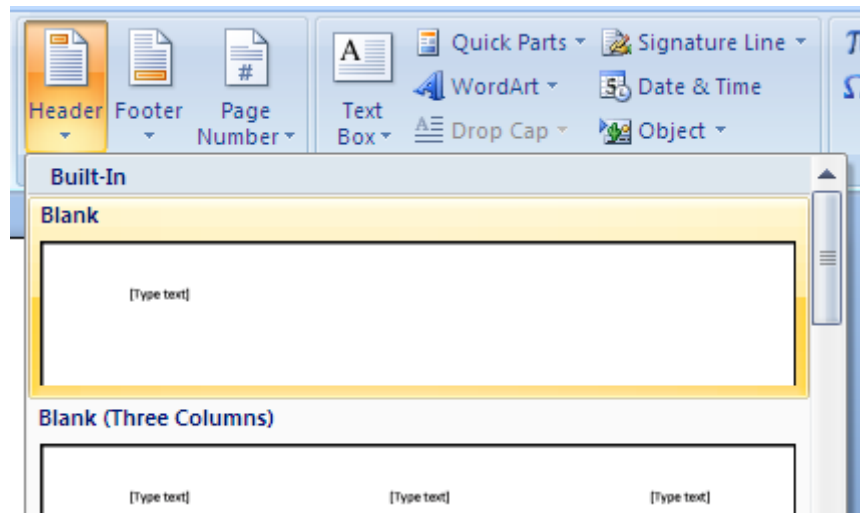 Header
Footer
Page
Number
#
A
Text
Box
Quick Parts
WordArt
Drop Cap
Signature Line
Date & Time
Object
Built-In
Blank
[Type text]
Blank (Three Columns)
[Type text] [Type text] [Type text]